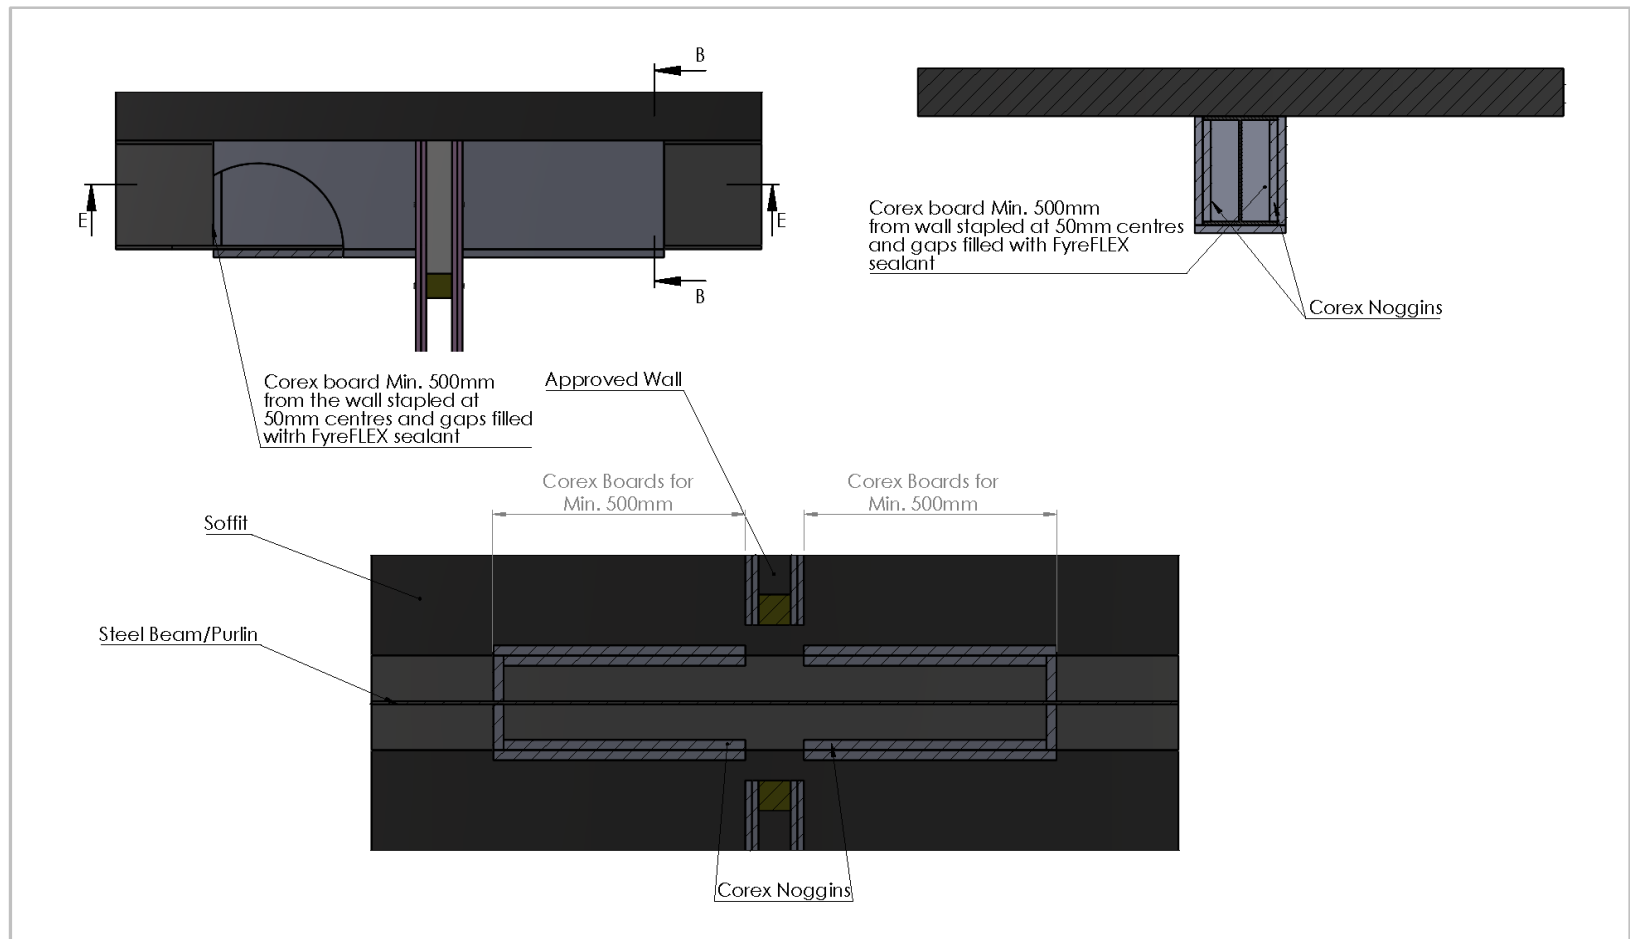 B
E
E
B
Corex board Min. 500mm
from the wall stapled at
50mm centres and gaps filled
witrh FyreFLEX sealant
Corex board Min. 500mm
from wall stapled at 50mm centres
and gaps filled with FyreFLEX
sealant
Corex Noggins
Approved Wall
Corex Boards for
Min. 500mm
Corex Boards for
Min. 500mm
Soffit
Steel Beam/Purlin
Corex Noggins